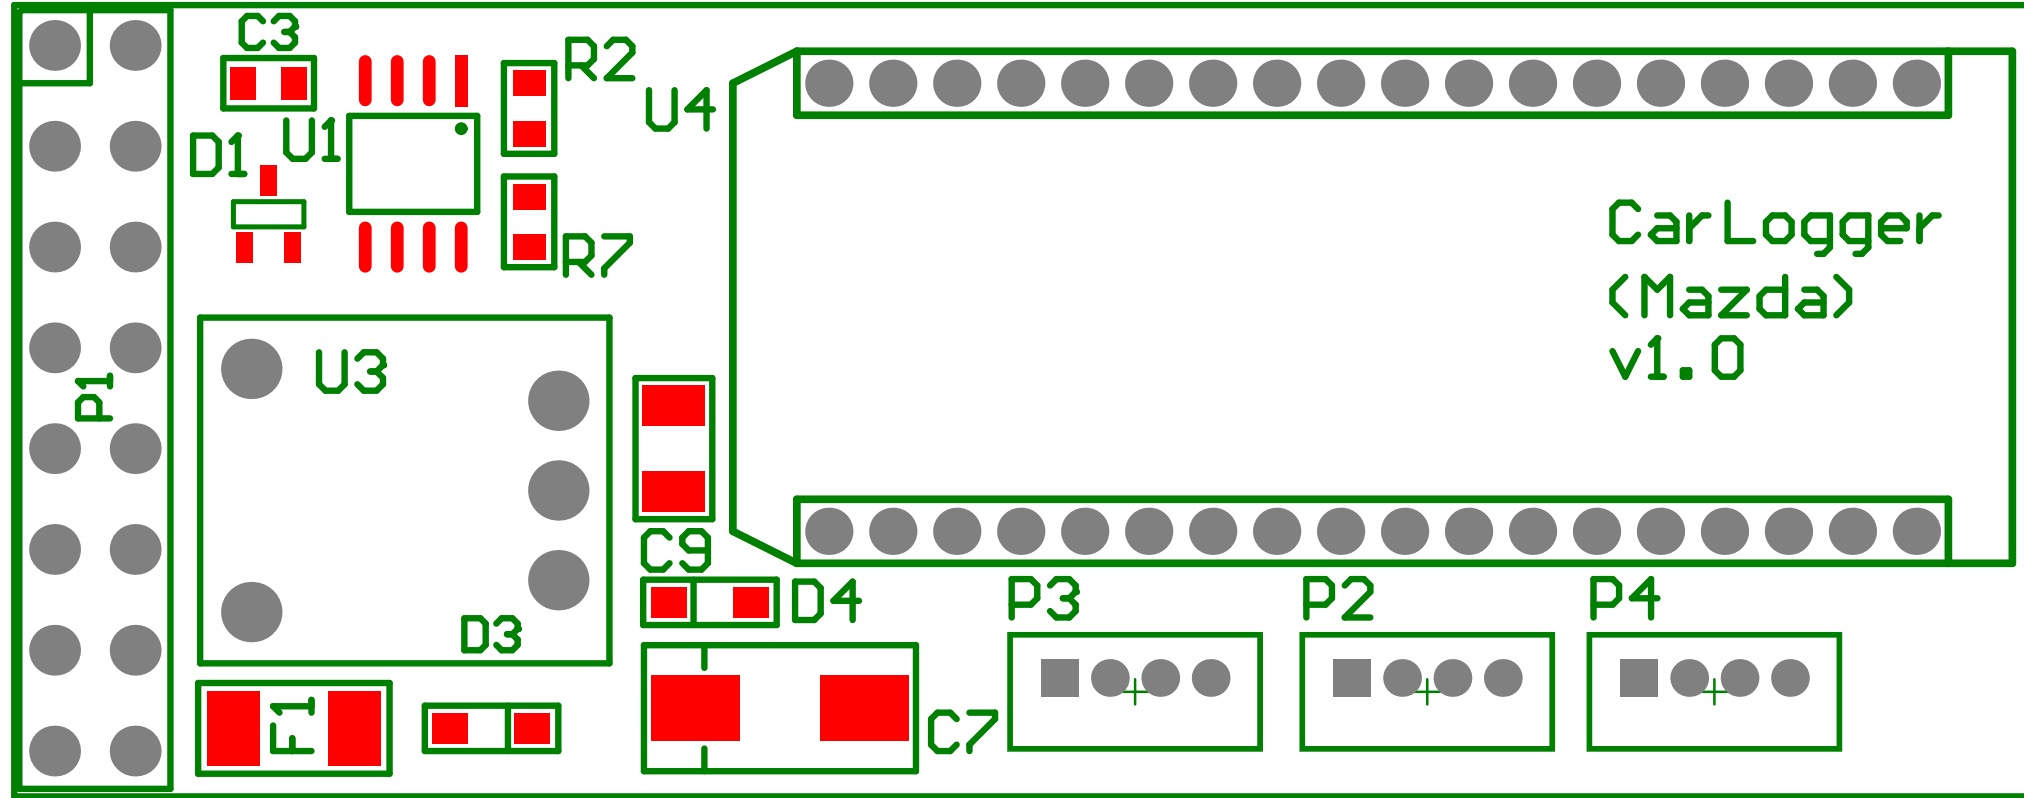 C3
R2
U4
D1
U1
R7
CarLogger
(Mazda)
v1.0
U3
P1
C9
D4
P3
P2
P4
D3
F1
C7